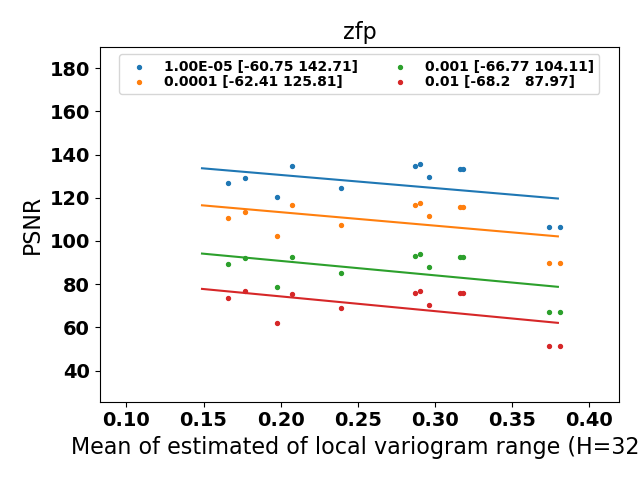 zfp
1.00E-05 [-60.75 142.71]
0.0001 [-62.41 125.81]
0.001 [-66.77 104.11]
0.01 [-68.2 87.97]
PSNR
180
160
140
120
100
80
60
40
0.10 0.15 0.20 0.25 0.30 0.35 0.40
Mean of estimated of local variogram range (H=32